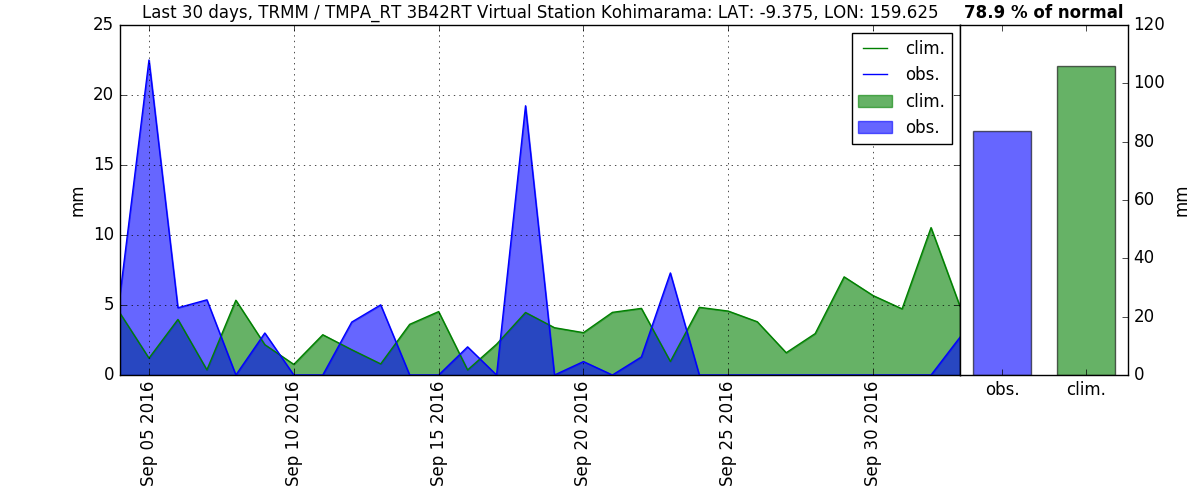 Last 30 days, TRMM / TMPA_RT 3B42RT Virtual Station Kohimarama: LAT: -9.375, LON: 159.625
78.9 % of normal
25
20
15
10
5
0
mm
clim.
obs.
clim.
obs.
120
100
80
60
40
20
0
mm
Sep 05 2016
Sep 10 2016
Sep 15 2016
Sep 20 2016
Sep 25 2016
Sep 30 2016
obs.
clim.